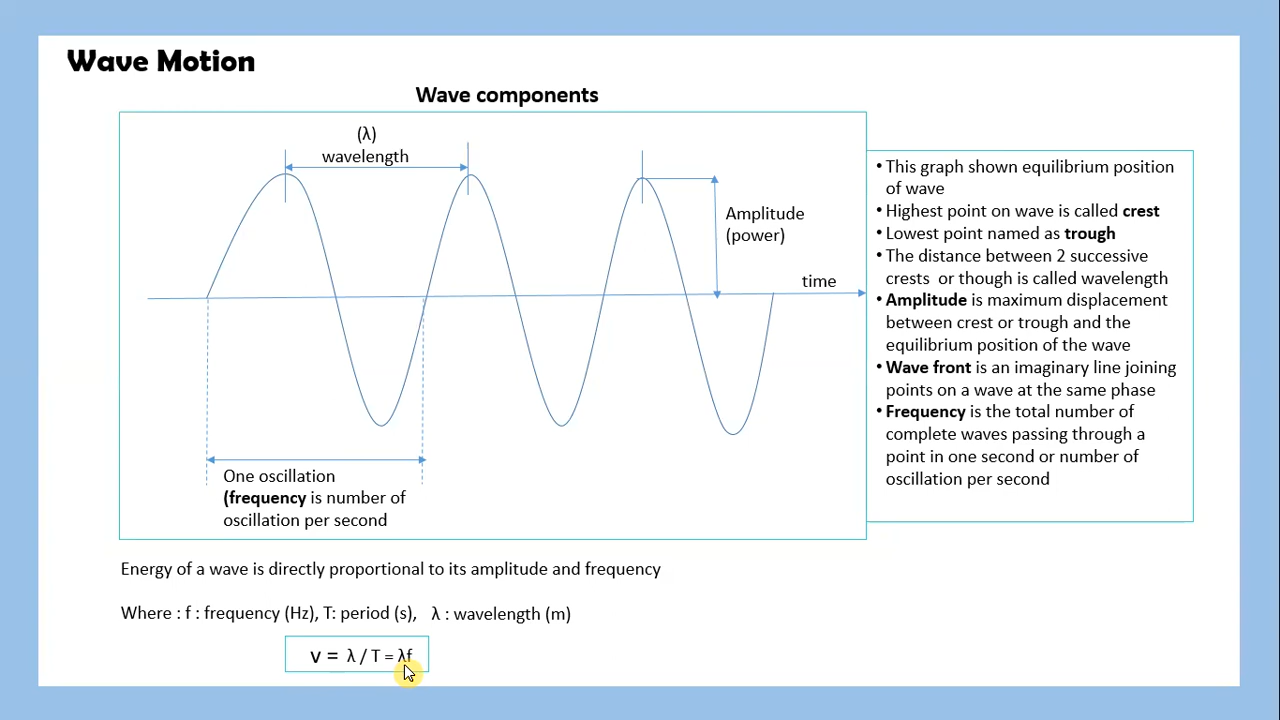 Wave Motion
Wave components
(λ)
wavelength
Amplitude
(power)
time
One oscillation
(frequency is number of
oscillation per second
• This graph shown equilibrium position
of wave
• Highest point on wave is called crest
• Lowest point named as trough
• The distance between 2 successive
crests or though is called wavelength
• Amplitude is maximum displacement
between crest or trough and the
equilibrium position of the wave
• Wave front is an imaginary line joining
points on a wave at the same phase
• Frequency is the total number of
complete waves passing through a
point in one second or number of
oscillation per second
Energy of a wave is directly proportional to its amplitude and frequency
Where : f : frequency (Hz), T: period (s), λ : wavelength (m)
v = λ / T = λf